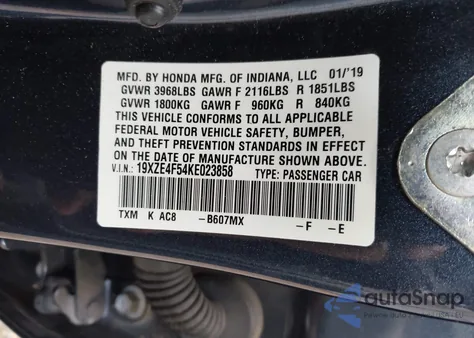 MFD. BY HONDA MFG. OF INDIANA, LLC 01/'19
GVWR 3968LBS GAWR F 2116LBS R 1851LBS
GVWR 1800KG GAWR F 960KG R 840KG
THIS VEHICLE CONFORMS TO ALL APPLICABLE
FEDERAL MOTOR VEHICLE SAFETY, BUMPER,
AND THEFT PREVENTION STANDARDS IN EFFECT
ON THE DATE OF MANUFACTURE SHOWN ABOVE.
V.I.N.: 19XZE4F54KE023858 TYPE: PASSENGER CAR
TXM K AC8 -B607MX -F -E
autoSnap